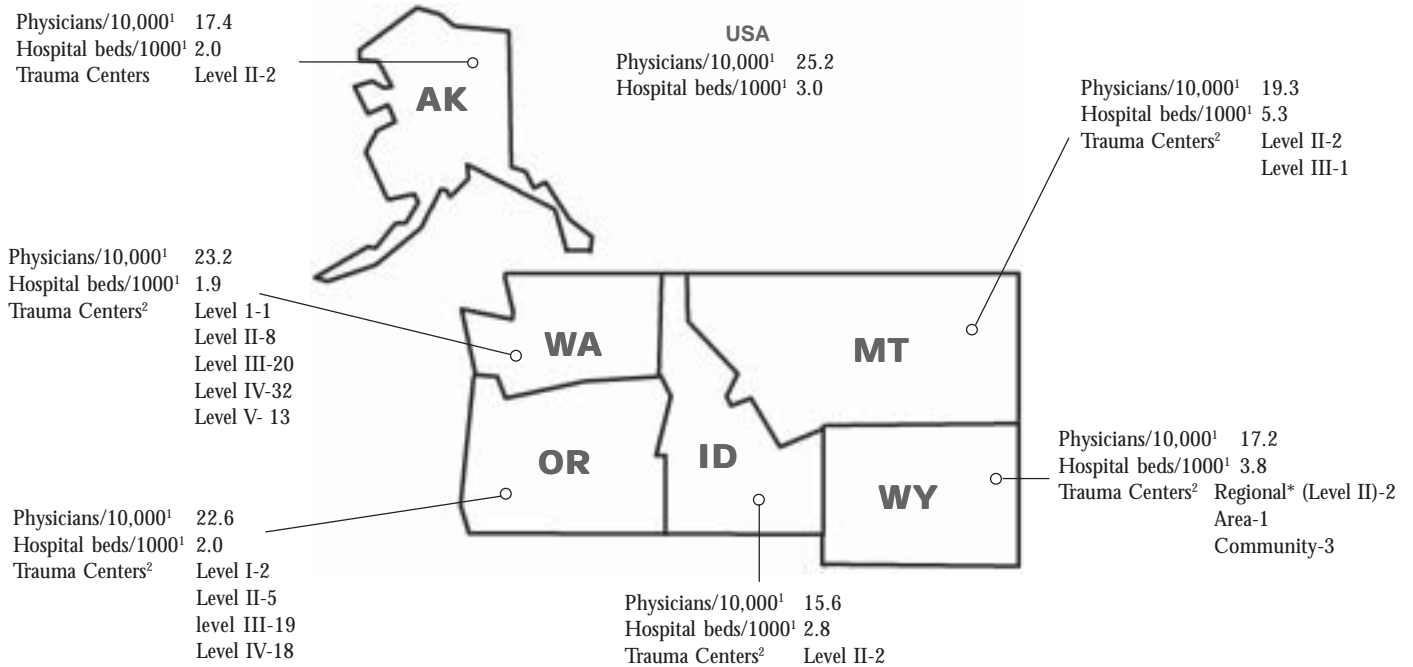 Physicians/10,000¹ 17.4
Hospital beds/1000¹ 2.0
Trauma Centers Level II-2
AK
USA
Physicians/10,000¹ 25.2
Hospital beds/1000¹ 3.0
Physicians/10,000¹ 19.3
Hospital beds/1000¹ 5.3
Trauma Centers² Level II-2
Level III-1
Physicians/10,000¹ 23.2
Hospital beds/1000¹ 1.9
Trauma Centers² Level 1-1
Level II-8
Level III-20
Level IV-32
Level V- 13
WA
MT
OR
ID
WY
Physicians/10,000¹ 17.2
Hospital beds/1000¹ 3.8
Trauma Centers² Regional* (Level II)-2
Area-1
Community-3
Physicians/10,000¹ 22.6
Hospital beds/1000¹ 2.0
Trauma Centers² Level I-2
Level II-5
level III-19
Level IV-18
Physicians/10,000¹ 15.6
Hospital beds/1000¹ 2.8
Trauma Centers² Level II-2